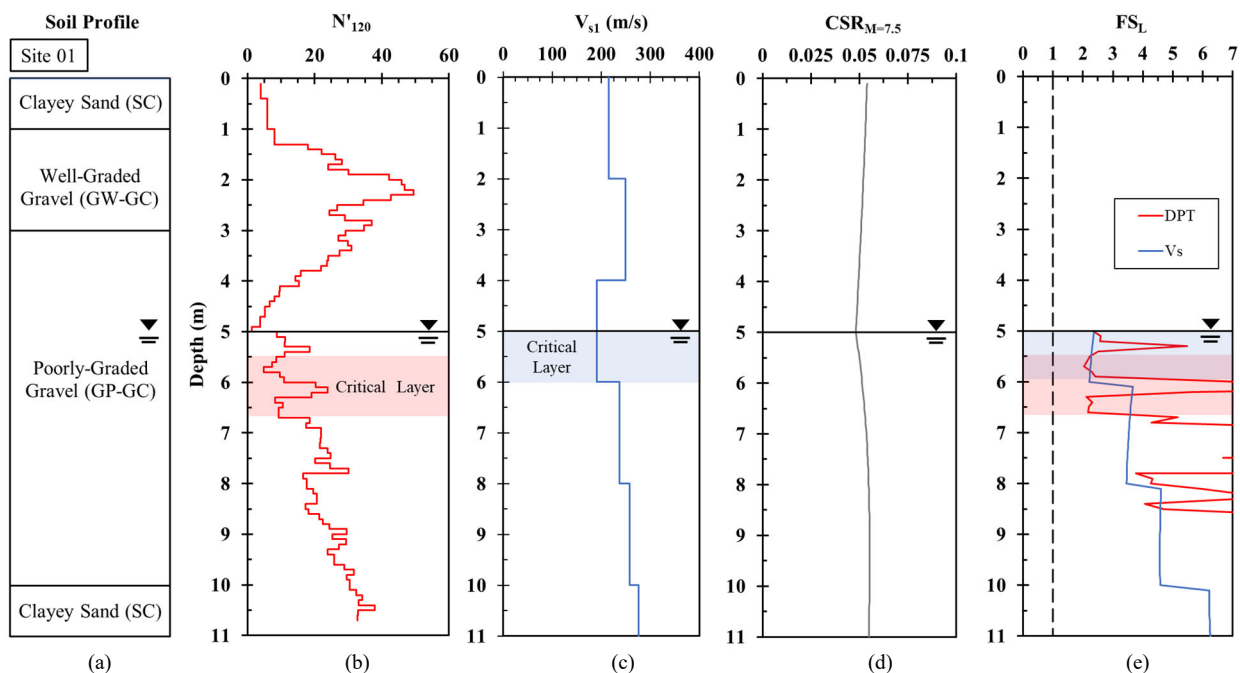 Soil Profile
Site 01
Clayey Sand (SC)
Well-Graded
Gravel (GW-GC)
Poorly-Graded
Gravel (GP-GC)
Clayey Sand (SC)
(a)
N'120
0 20 40 60
Depth (m)
0
1
2
3
4
5
6
7
8
9
10
11
Critical Layer
(b)
Vs1 (m/s)
0 100 200 300 400
0
1
2
3
4
5
6
7
8
9
10
11
Critical
Layer
(c)
CSRM=7.5
0 0.025 0.05 0.075 0.1
0
1
2
3
4
5
6
7
8
9
10
11
(d)
FSL
0 1 2 3 4 5 6 7
0
1
2
3
4
5
6
7
8
9
10
11
DPT
Vs
(e)